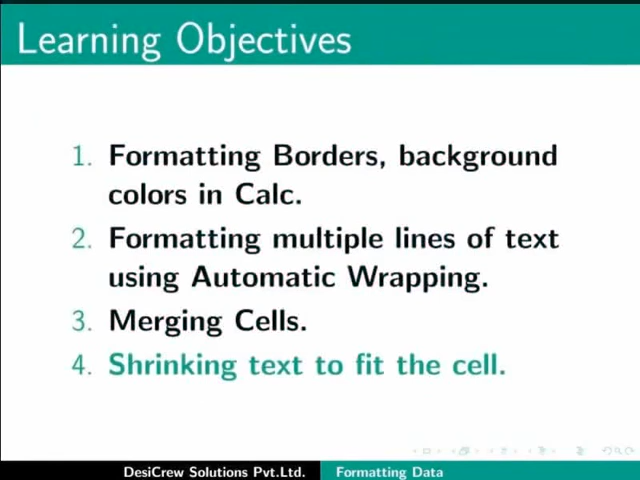 Learning Objectives
1. Formatting Borders, background
colors in Calc.
2. Formatting multiple lines of text
using Automatic Wrapping.
3. Merging Cells.
4. Shrinking text to fit the cell.
DesiCrew Solutions Pvt.Ltd. Formatting Data